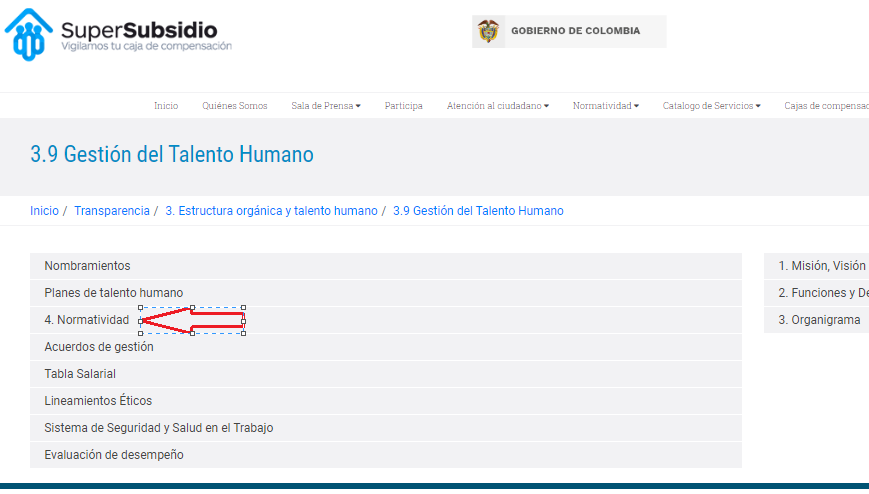 SuperSubsidio
Vigilamos tu caja de compensación
GOBIERNO DE COLOMBIA
Inicio Quiénes Somos Sala de Prensa Participa Atención al ciudadano Normatividad Catalogo de Servicios Cajas de compensac
3.9 Gestión del Talento Humano
Inicio / Transparencia / 3. Estructura orgánica y talento humano / 3.9 Gestión del Talento Humano
Nombramientos
Planes de talento humano
4. Normatividad
Acuerdos de gestión
Tabla Salarial
Lineamientos Éticos
Sistema de Seguridad y Salud en el Trabajo
Evaluación de desempeño
1. Misión, Visión
2. Funciones y De
3. Organigrama